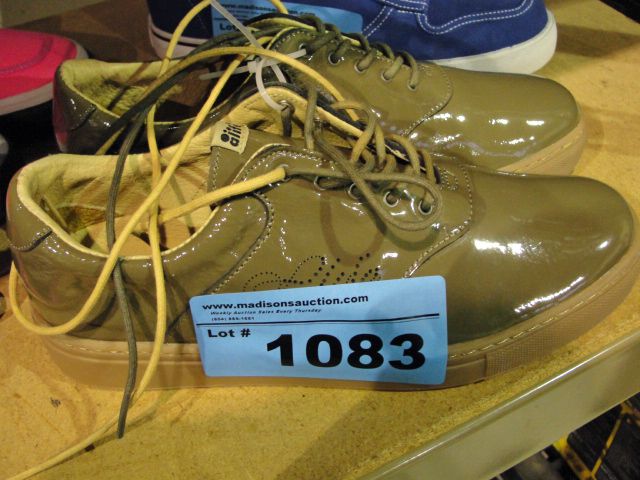 www.madisonsauction.com
Weekly Auction Sales Every Thursday
Lot # 1083